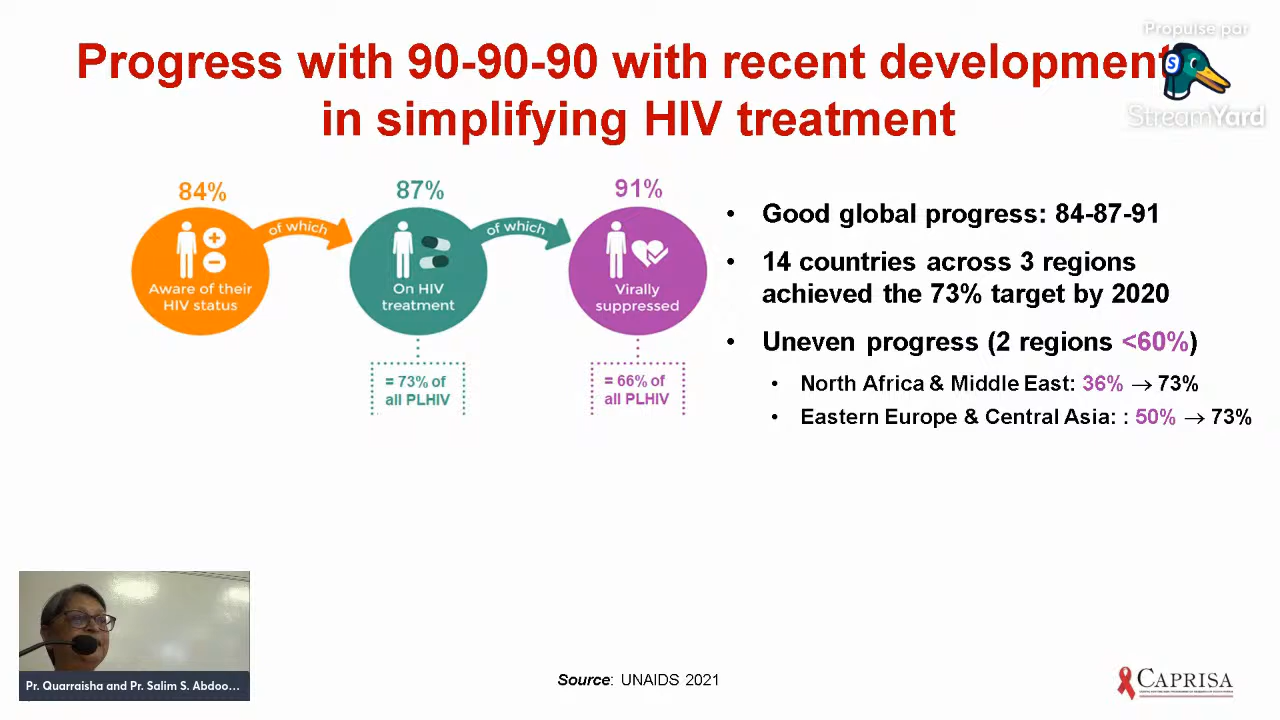 Propulsé par
StreamYard
Progress with 90-90-90 with recent development
in simplifying HIV treatment
84%
87%
91%
of which
of which
Aware of their
HIV status
On HIV
treatment
Virally
suppressed
= 73% of
all PLHIV
= 66% of
all PLHIV
• Good global progress: 84-87-91
• 14 countries across 3 regions
achieved the 73% target by 2020
• Uneven progress (2 regions <60%)
• North Africa & Middle East: 36% → 73%
• Eastern Europe & Central Asia: : 50% → 73%
Pr. Quarraisha and Pr. Salim S. Abdoo...
Source: UNAIDS 2021
CAPRISA